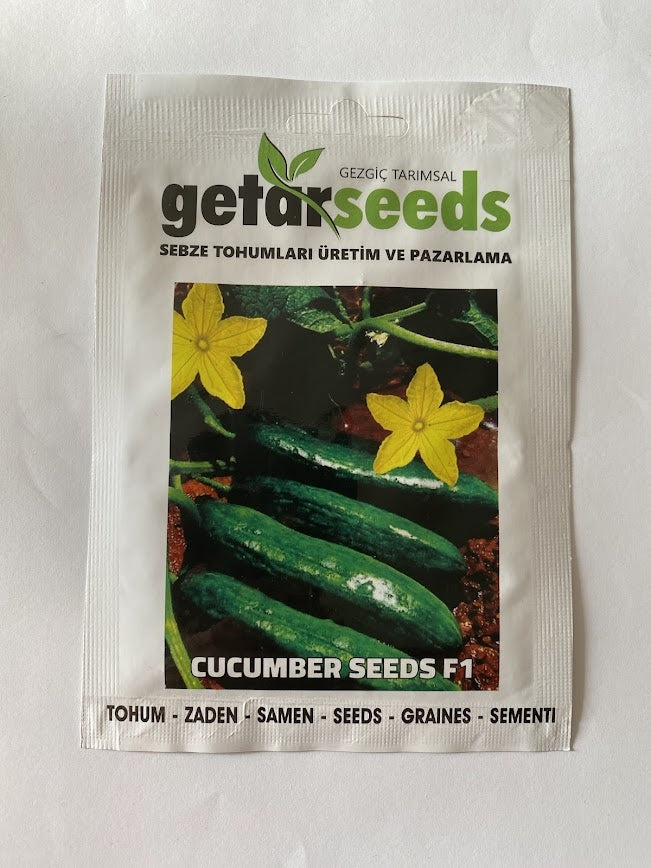 GEZGİÇ TARIMSAL
getarseeds
SEBZE TOHUMLARI ÜRETİM VE PAZARLAMA
CUCUMBER SEEDS F1
TOHUM - ZADEN - SAMEN - SEEDS - GRAINES - SEMENTI